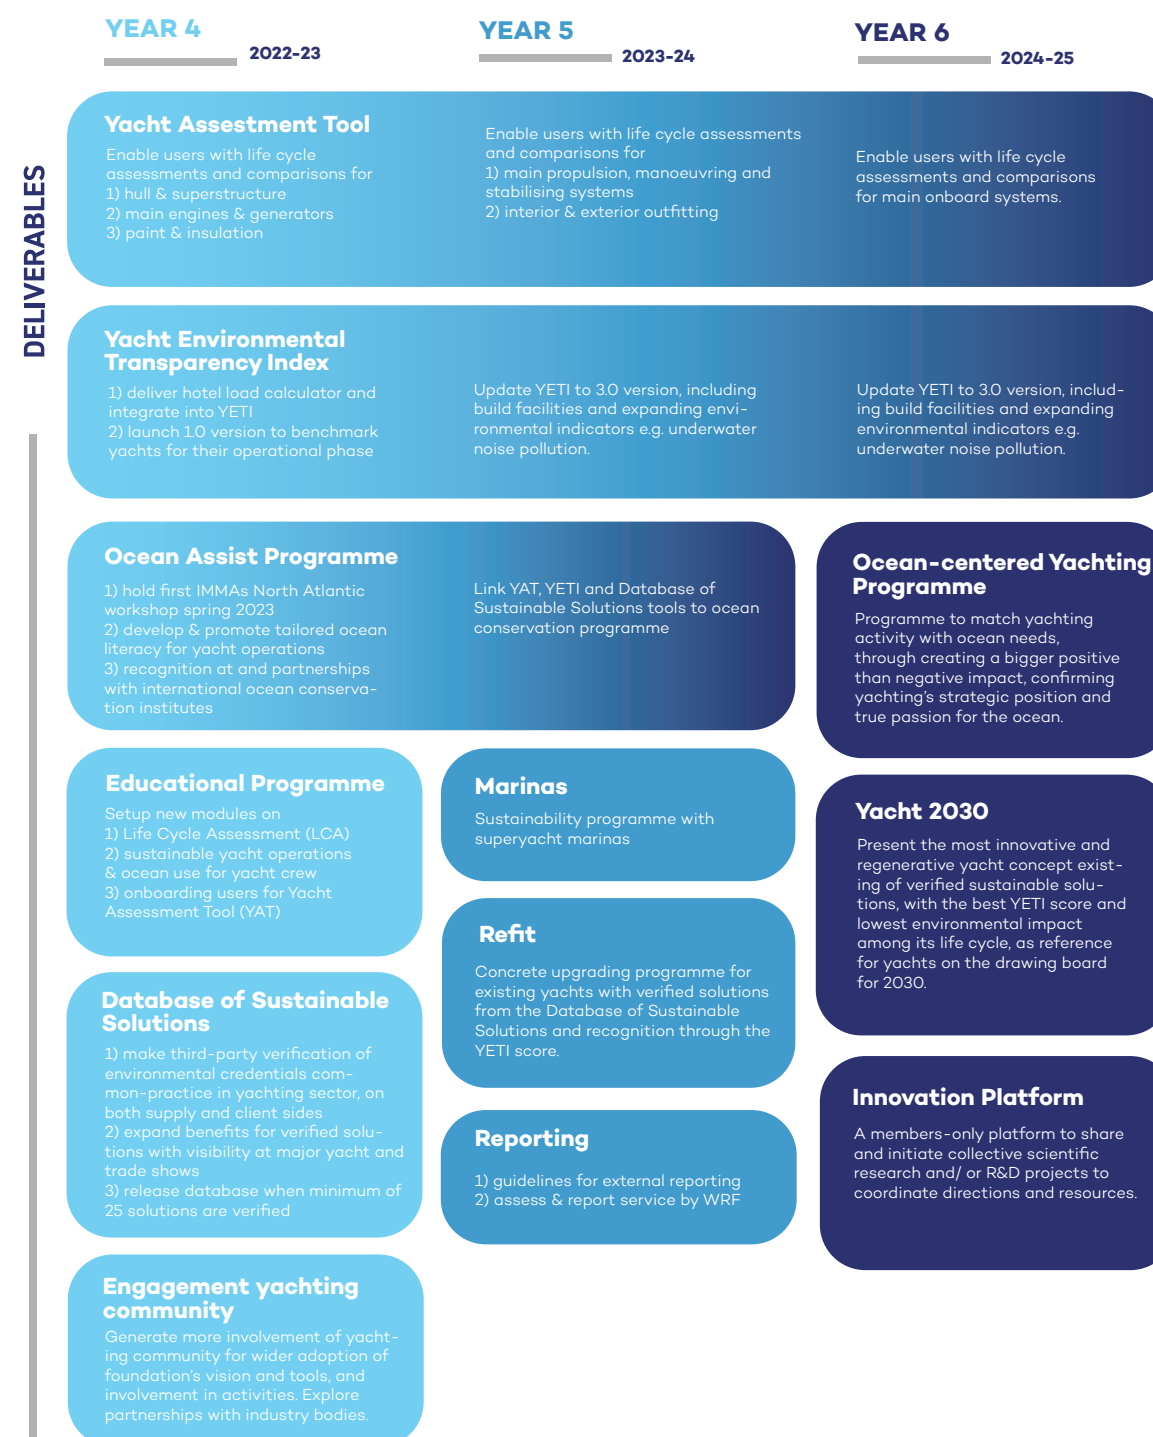 YEAR 4
2022-23
YEAR 5
2023-24
YEAR 6
2024-25
DELIVERABLES
Yacht Assestment Tool
Enable users with life cycle
assessments and comparisons for
1) hull & superstructure
2) main engines & generators
3) paint & insulation
Enable users with life cycle assessments
and comparisons for
1) main propulsion, manoeuvring and
stabilising systems
2) interior & exterior outfitting
Enable users with life cycle
assessments and comparisons
for main onboard systems.
Yacht Environmental
Transparency Index
1) deliver hotel load calculator and
integrate into YETI
2) launch 1.0 version to benchmark
yachts for their operational phase
Update YETI to 3.0 version, including
build facilities and expanding envi-
ronmental indicators e.g. underwater
noise pollution.
Update YETI to 3.0 version, includ-
ing build facilities and expanding
environmental indicators e.g.
underwater noise pollution.
Ocean Assist Programme
1) hold first IMMAs North Atlantic
workshop spring 2023
2) develop & promote tailored ocean
literacy for yacht operations
3) recognition at and partnerships
with international ocean conserva-
tion institutes
Link YAT, YETI and Database of
Sustainable Solutions tools to ocean
conservation programme
Ocean-centered Yachting
Programme
Programme to match yachting
activity with ocean needs,
through creating a bigger positive
than negative impact, confirming
yachting's strategic position and
true passion for the ocean.
Educational Programme
Setup new modules on
1) Life Cycle Assessment (LCA)
2) sustainable yacht operations
& ocean use for yacht crew
3) onboarding users for Yacht
Assessment Tool (YAT)
Marinas
Sustainability programme with
superyacht marinas
Yacht 2030
Present the most innovative and
regenerative yacht concept exist-
ing of verified sustainable solu-
tions, with the best YETI score and
lowest environmental impact
among its life cycle, as reference
for yachts on the drawing board
for 2030.
Refit
Concrete upgrading programme for
existing yachts with verified solutions
from the Database of Sustainable
Solutions and recognition through the
YETI score.
Database of Sustainable
Solutions
1) make third-party verification of
environmental credentials com-
mon-practice in yachting sector, on
both supply and client sides
2) expand benefits for verified solu-
tions with visibility at major yacht and
trade shows
3) release database when minimum of
25 solutions are verified
Reporting
1) guidelines for external reporting
2) assess & report service by WRF
Innovation Platform
A members-only platform to share
and initiate collective scientific
research and/ or R&D projects to
coordinate directions and resources.
Engagement yachting
community
Generate more involvement of yacht-
ing community for wider adoption of
foundation's vision and tools, and
involvement in activities. Explore
partnerships with industry bodies.